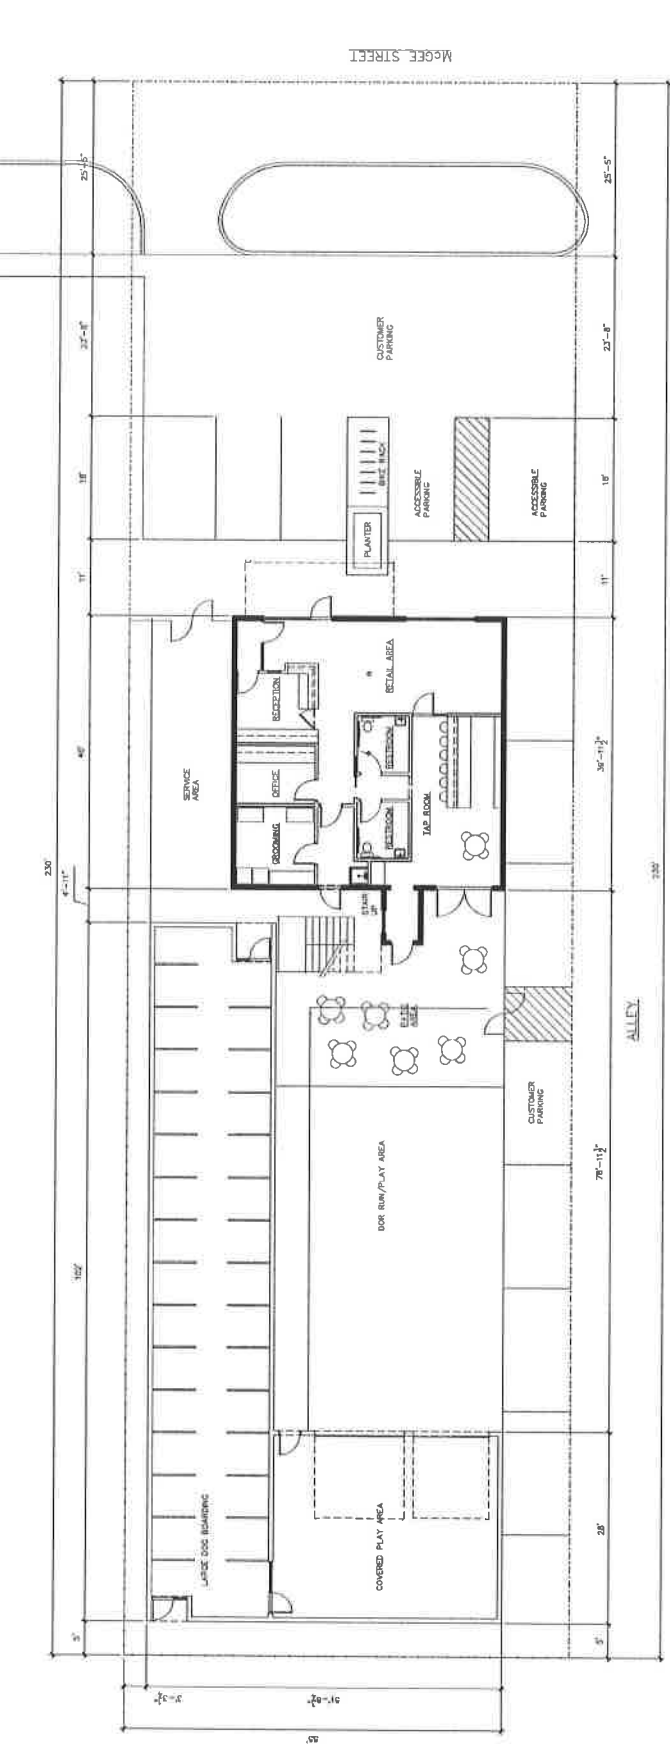 McGEE STREET
25'-5"
25'-5"
CUSTOMER
PARKING
23'-8"
23'-8"
BIKE RACK
ACCESSIBLE
PARKING
ACCESSIBLE
PARKING
18'
18'
PLANTER
11'
11'
RECEPTION
RETAIL AREA
SERVICE
AREA
OFFICE
RESTROOM
39'-11½"
40'
GROOMING
RESTROOM
TAP ROOM
230'
230'
4'-11"
STAIR
UP
PATIO
AREA
ALLEY
CUSTOMER
PARKING
DOR RUN/PLAY AREA
78'-11½"
102'
LARGE DOG BOARDING
COVERED PLAY AREA
28'
5'
5'